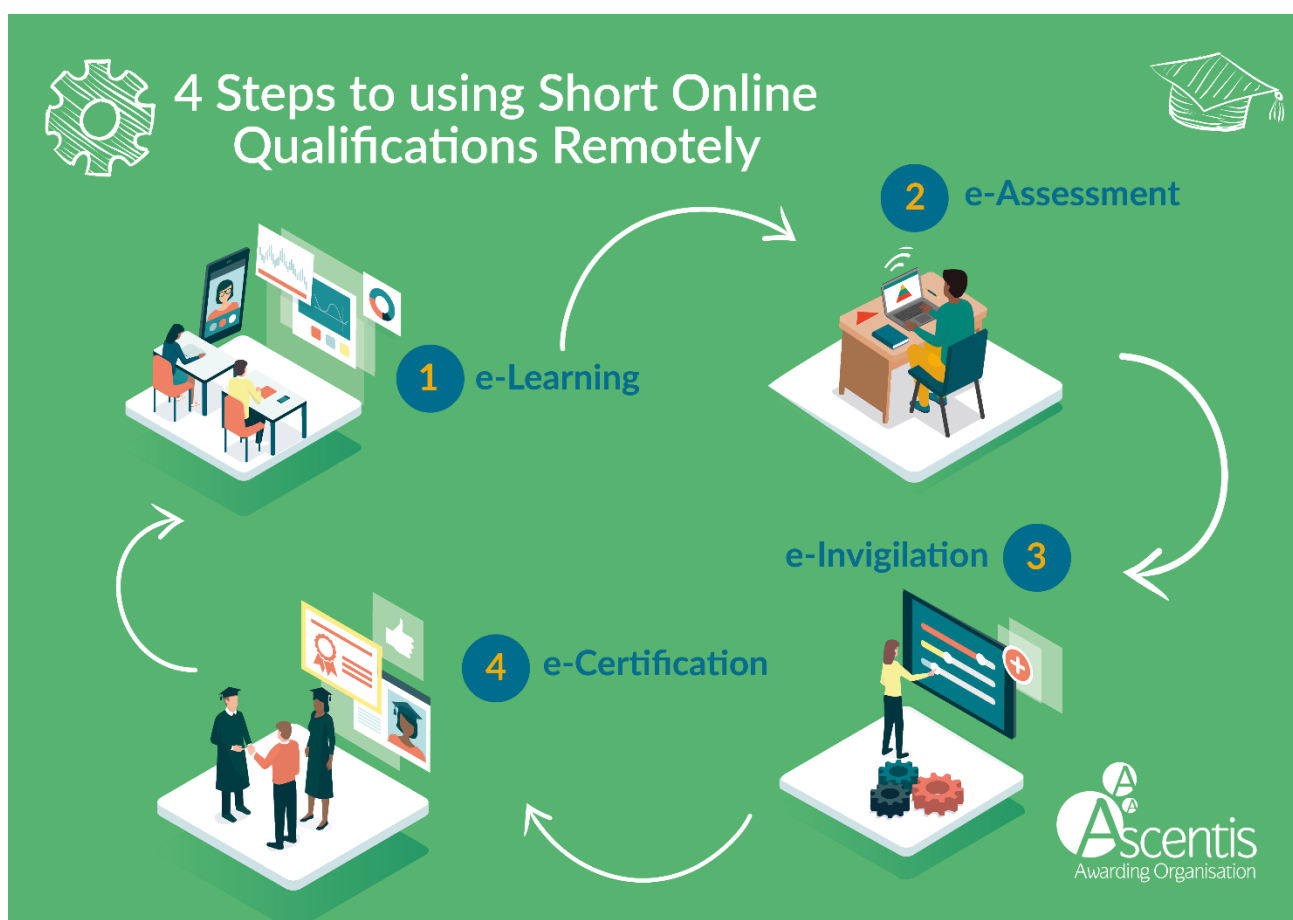 4 Steps to using Short Online
Qualifications Remotely
1 e-Learning
2 e-Assessment
e-Invigilation 3
4 e-Certification
A
A
Ascentis
Awarding Organisation